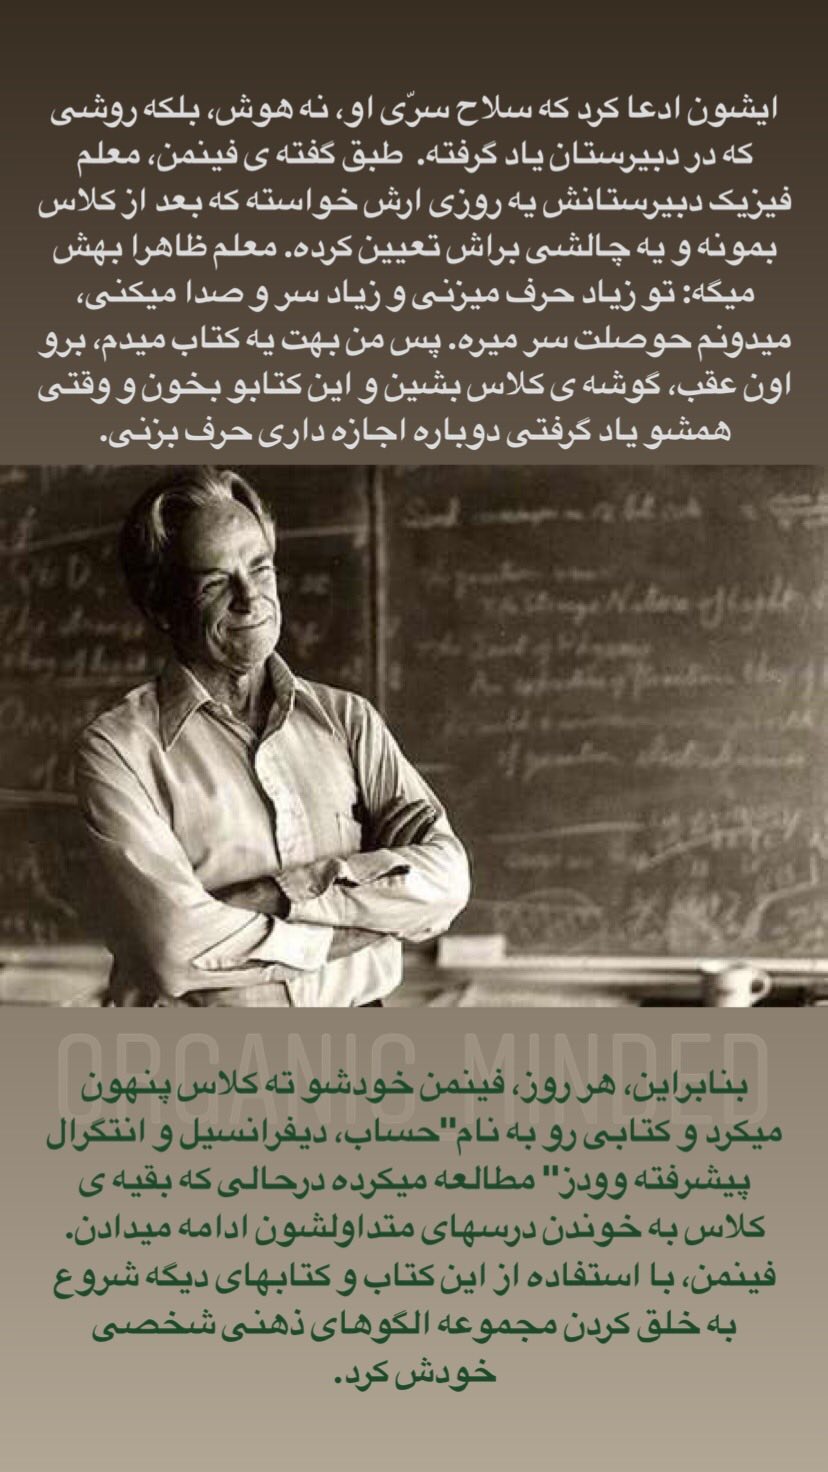 ایشون ادعا کرد که سلاح سرّی او، نه هوش، بلکه روشی
که در دبیرستان یاد گرفته. طبق گفته ی فینمن، معلم
فیزیک دبیرستانش یه روزی ارش خواسته که بعد از کلاس
بمونه و یه چالشی براش تعیین کرده. معلم ظاهرا بهش
میگه: تو زیاد حرف میزنی و زیاد سر و صدا میکنی،
میدونم حوصلت سر میره. پس من بهت یه کتاب میدم، برو
اون عقب، گوشه ی کلاس بشین و این کتابو بخون و وقتی
همشو یاد گرفتی دوباره اجازه داری حرف بزنی.
ORGANIC MINDED
بنابراین، هر روز، فینمن خودشو ته کلاس پنهون
میکرد و کتابی رو به نام"حساب، دیفرانسیل و انتگرال
پیشرفته وودز" مطالعه میکرده درحالی که بقیه ی
کلاس به خوندن درسهای متداولشون ادامه میدادن.
فینمن، با استفاده از این کتاب و کتابهای دیگه شروع
به خلق کردن مجموعه الگوهای ذهنی شخصی
خودش کرد.